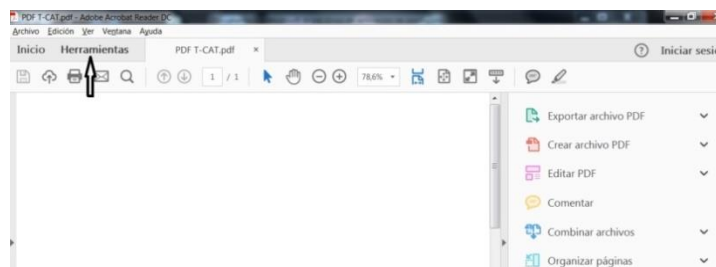 PDF T-CAT.pdf - Adobe Acrobat Reader DC
Archivo Edición Ver Ventana Ayuda
Inicio Herramientas PDF T-CAT.pdf × ? Iniciar sesi
1 / 1 78,6%
Exportar archivo PDF
Crear archivo PDF
Editar PDF
Comentar
Combinar archivos
Organizar páginas